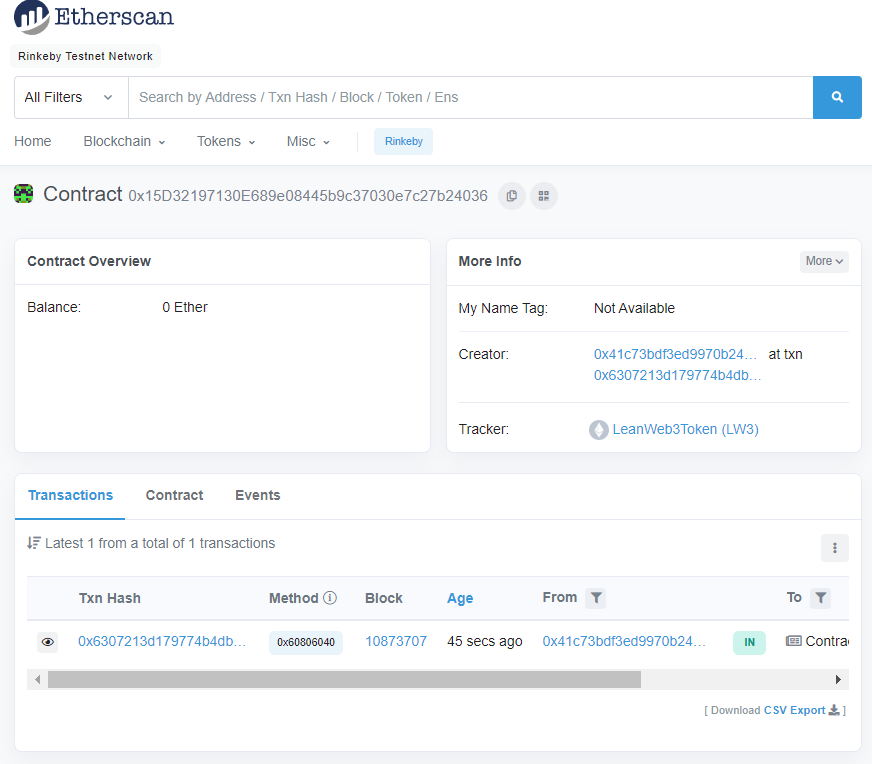 Etherscan
Rinkeby Testnet Network
All Filters
Search by Address / Txn Hash / Block / Token / Ens
Home Blockchain Tokens Misc Rinkeby
Contract 0x15D32197130E689e08445b9c37030e7c27b24036
Contract Overview
Balance: 0 Ether
More Info More
My Name Tag: Not Available
Creator: 0x41c73bdf3ed9970b24... at txn
0x6307213d179774b4db...
Tracker: LeanWeb3Token (LW3)
Transactions Contract Events
Latest 1 from a total of 1 transactions
Txn Hash Method Block Age From To
0x6307213d179774b4db... 0x60806040 10873707 45 secs ago 0x41c73bdf3ed9970b24... IN Contrac
[ Download CSV Export ]